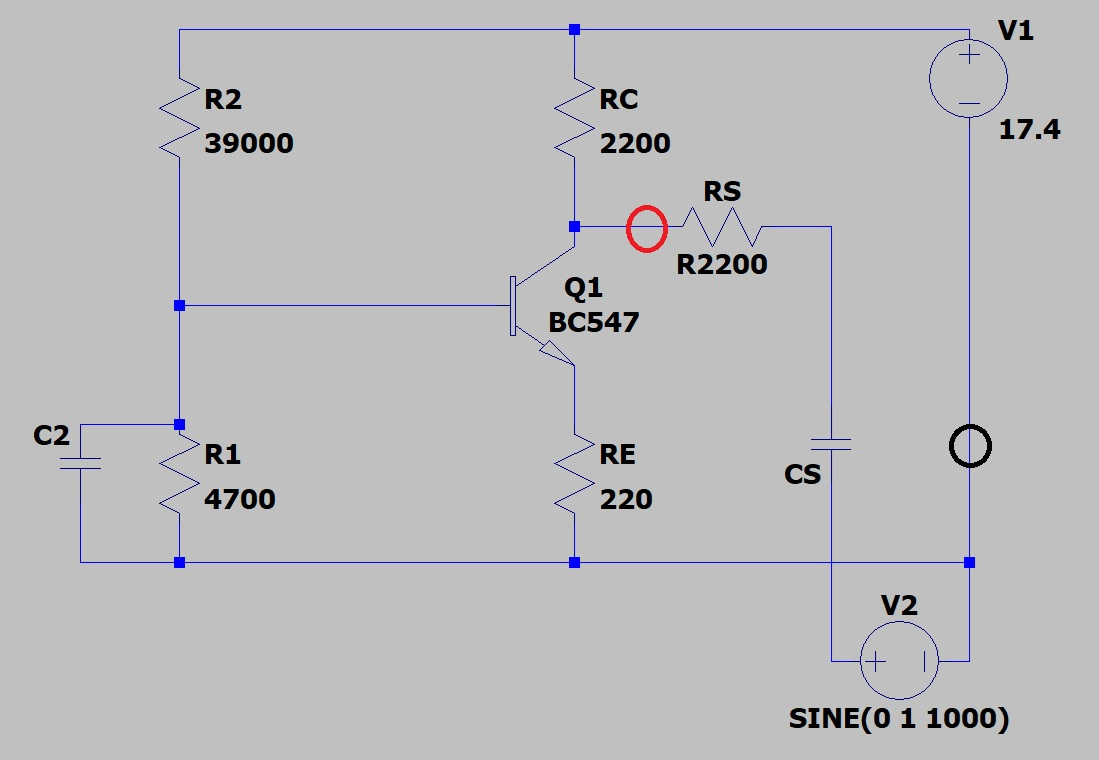 V1
17.4
R2
39000
RC
2200
RS
R2200
Q1
BC547
C2
R1
4700
RE
220
CS
V2
SINE(0 1 1000)